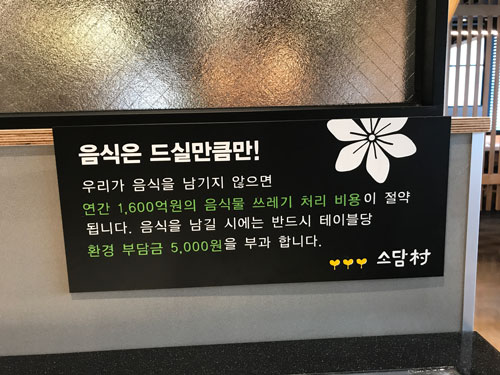 음식은 드실만큼만!
우리가 음식을 남기지 않으면
연간 1,600억원의 음식물 쓰레기 처리 비용이 절약
됩니다. 음식을 남길 시에는 반드시 테이블당
환경 부담금 5,000원을 부과 합니다.
소담村